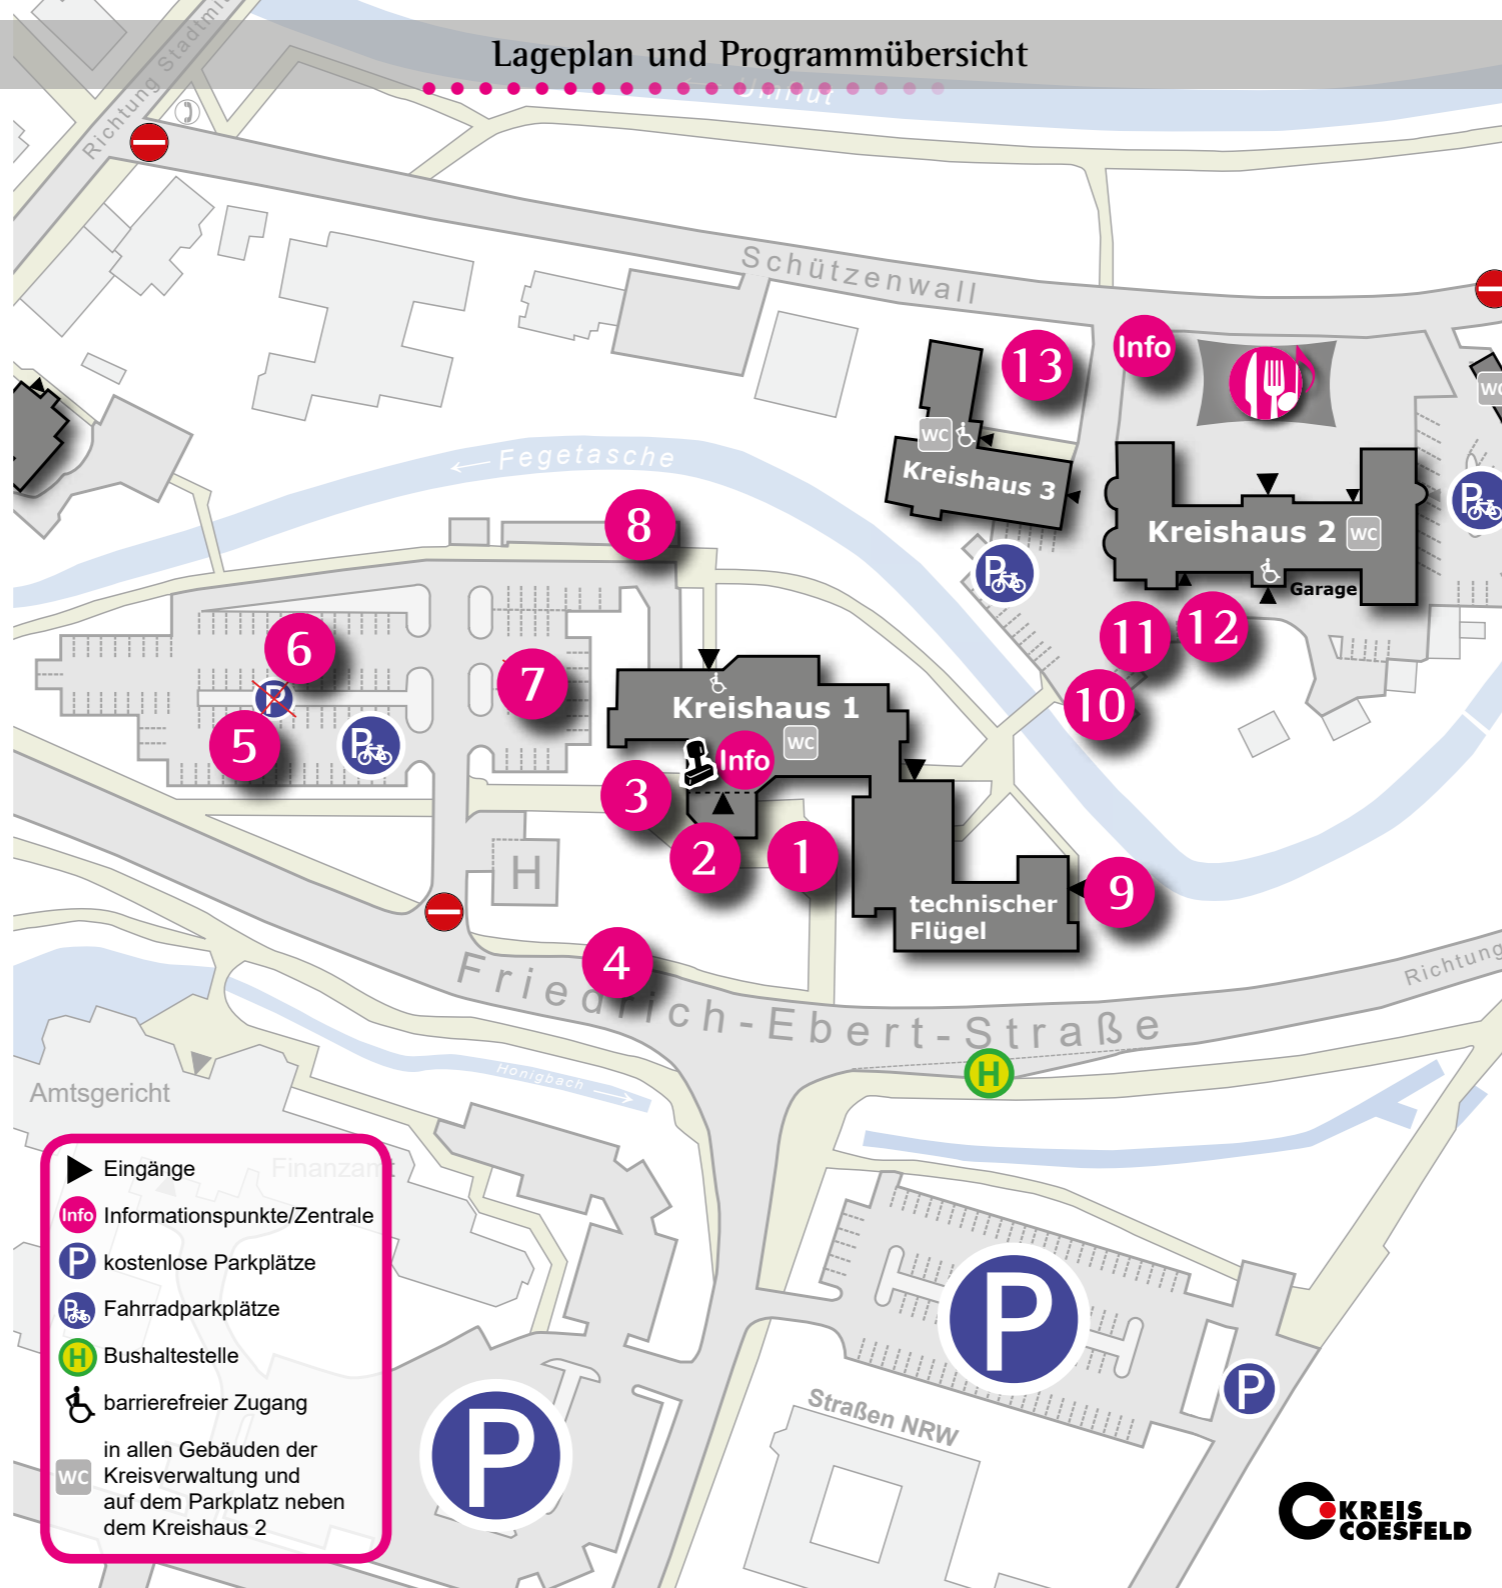 Lageplan und Programmübersicht
Umflut
Richtung Stadtmi
Schützenwall
13
Info
WC
WC
Kreishaus 3
← Fegetasche
8
P
P
Kreishaus 2
WC
Garage
6
P
5
P
7
11
12
10
Kreishaus 1
WC
Info
3
2
1
H
technischer
Flügel
9
4
Friedrich-Ebert-Straße
Richtung
H
Honigbach →
Amtsgericht
Finanzamt
Eingänge
Info Informationspunkte/Zentrale
P kostenlose Parkplätze
P Fahrradparkplätze
H Bushaltestelle
barrierefreier Zugang
WC in allen Gebäuden der
Kreisverwaltung und
auf dem Parkplatz neben
dem Kreishaus 2
P
P
P
Straßen NRW
KREIS
COESFELD